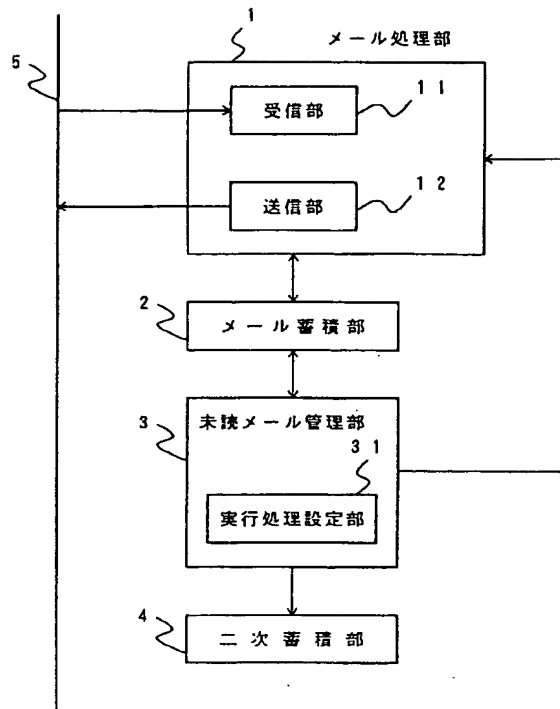 1
メール処理部
5
受信部
11
送信部
12
2
メール蓄積部
3
未読メール管理部
31
実行処理設定部
4
二次蓄積部